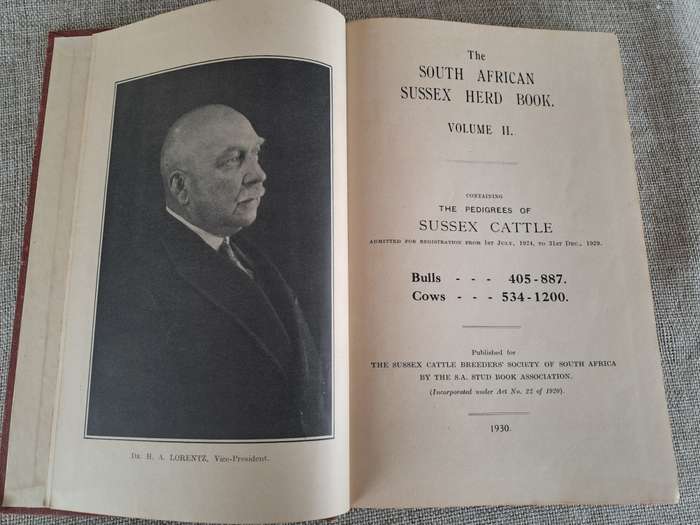 Dr. H. A. LORENTZ, Vice-President.
The
SOUTH AFRICAN
SUSSEX HERD BOOK.
VOLUME II.
CONTAINING
THE PEDIGREES OF
SUSSEX CATTLE
ADMITTED FOR REGISTRATION FROM 1ST JULY, 1924, TO 31ST DEC., 1929.
Bulls - - - 405-887.
Cows - - - 534-1200.
Published for
THE SUSSEX CATTLE BREEDERS' SOCIETY OF SOUTH AFRICA
BY THE S.A. STUD BOOK ASSOCIATION.
(Incorporated under Act No. 22 of 1920).
1930.